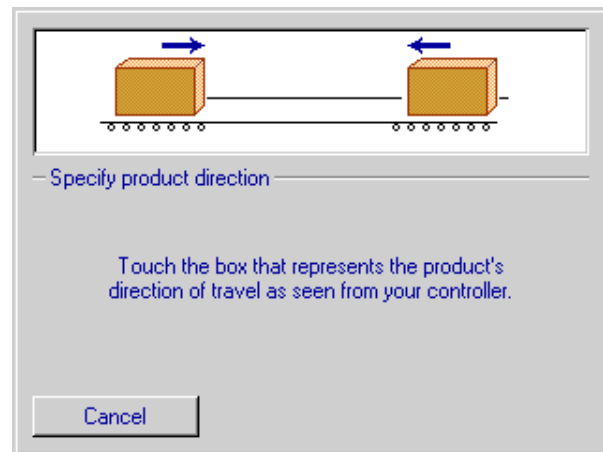 Specify product direction
Touch the box that represents the product's
direction of travel as seen from your controller.
Cancel